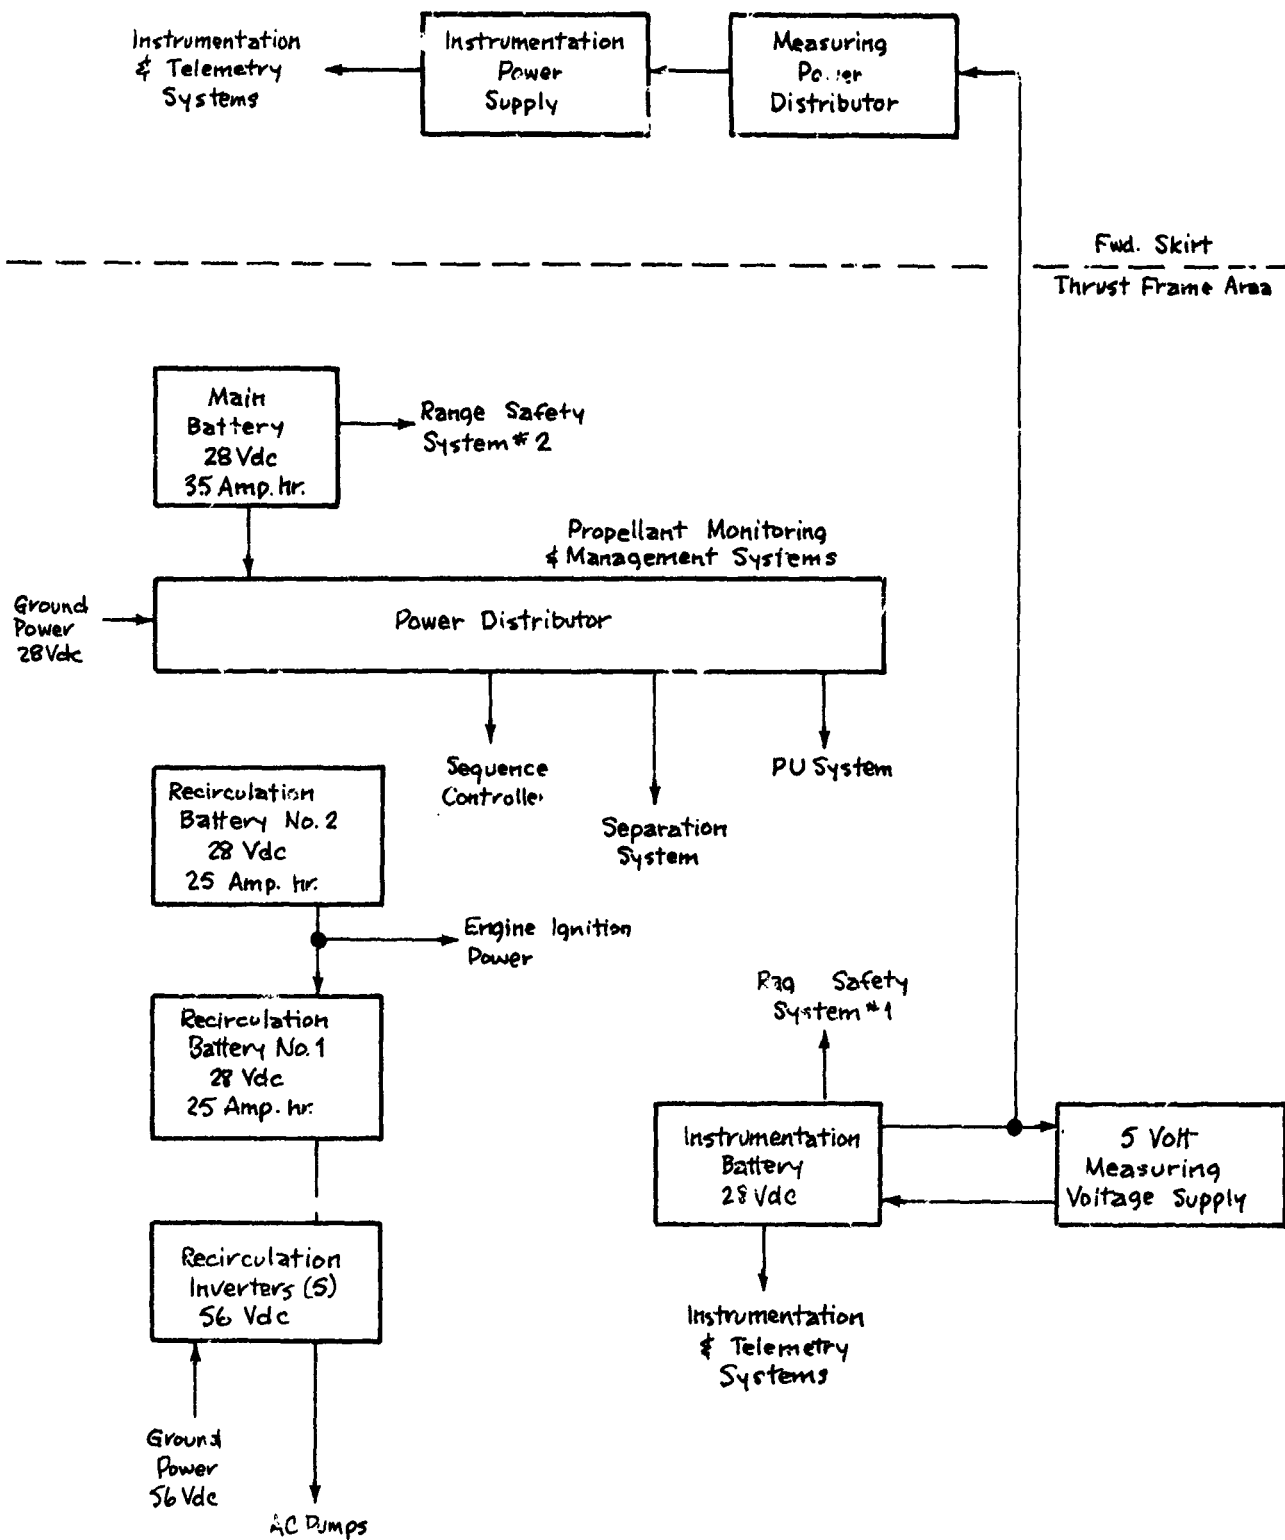 Instrumentation
& Telemetry
Systems
Instrumentation
Power
Supply
Measuring
Distributor
Fwd. Skirt
Thrust Frame Area
Main
Battery
28 Vdc
35 Amp. hr.
Range Safety
System #2
Propellant Monitoring
& Management Systems
Ground
Power
28 Vdc
Power Distributor
Sequence
Separation
System
PU System
Recirculation
Battery No. 2
28 Vdc
25 Amp. hr.
Engine Ignition
Power
Recirculation
Battery No. 1
28 Vdc
25 Amp. hr.
Safety
System #1
Instrumentation
Battery
28 Vdc
5 Volt
Measuring
Voltage Supply
Recirculation
Inverters (5)
56 Vdc
Instrumentation
& Telemetry
Systems
Ground
Power
56 Vdc
AC Pumps